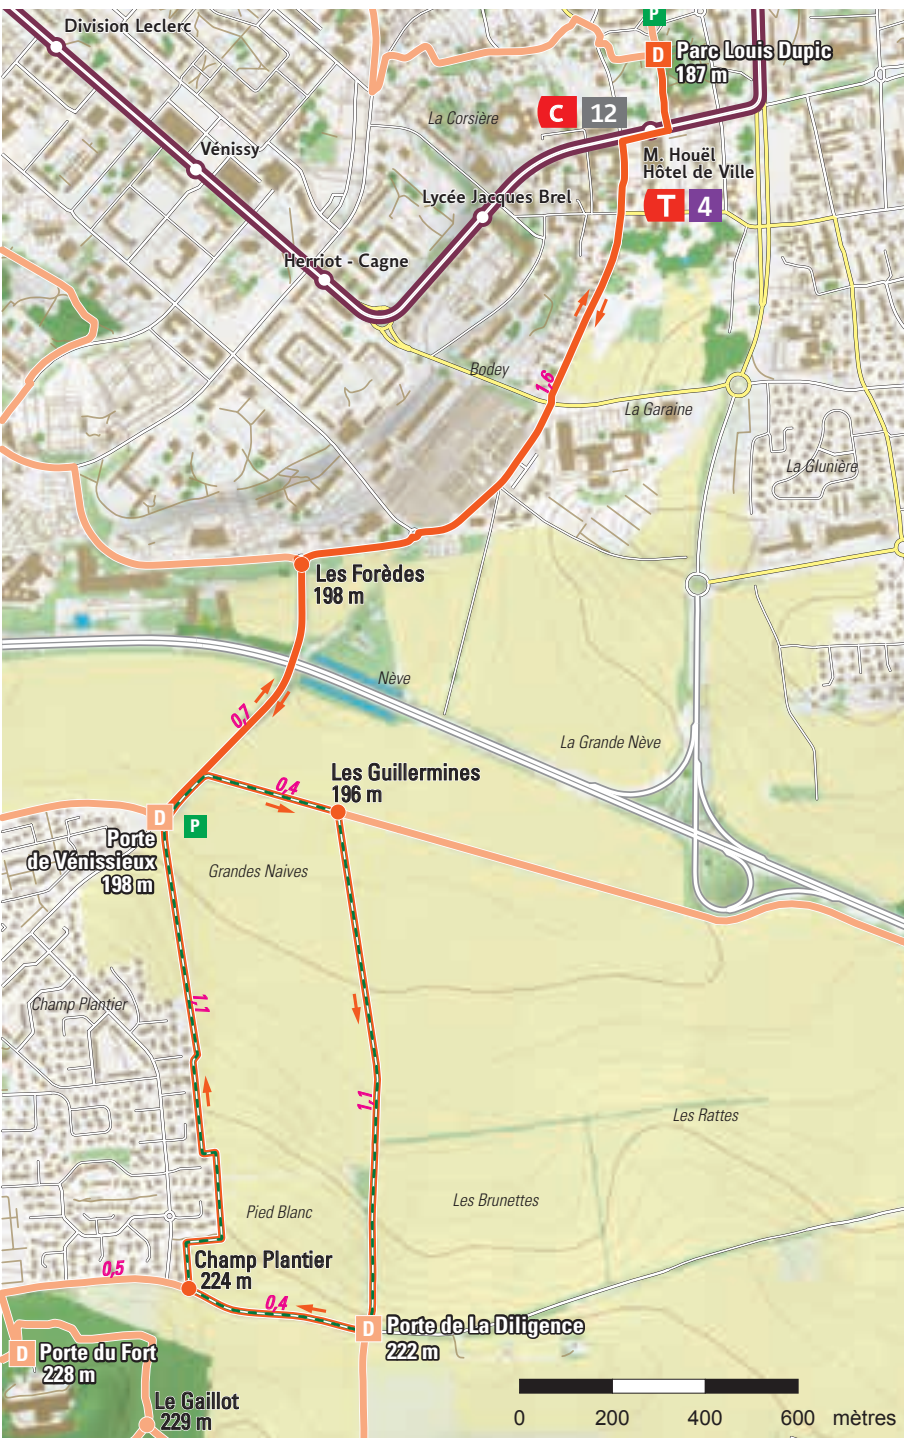 Division Leclerc
P
D
Parc Louis Dupic
187 m
La Corsière
C
12
Vénissy
M. Houël
Hôtel de Ville
Lycée Jacques Brel
T
4
Herriot - Cagne
Bodey
1,6
La Garaine
La Glunière
Les Forèdes
198 m
Nève
0,7
La Grande Nève
Les Guillermines
196 m
0,4
D
P
Porte
de Vénissieux
198 m
Grandes Naives
Champ Plantier
1,1
1,1
Les Rattes
Les Brunettes
Pied Blanc
Champ Plantier
224 m
0,5
0,4
D
Porte de La Diligence
222 m
D
Porte du Fort
228 m
Le Gaillot
229 m
0 200 400 600 mètres